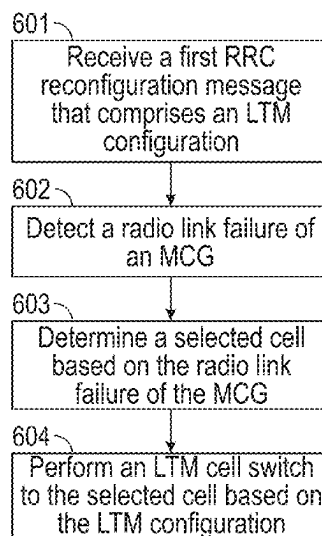 601
Receive a first RRC
reconfiguration message
that comprises an LTM
configuration
602
Detect a radio link failure of
an MCG
603
Determine a selected cell
based on the radio link
failure of the MCG
604
Perform an LTM cell switch
to the selected cell based on
the LTM configuration